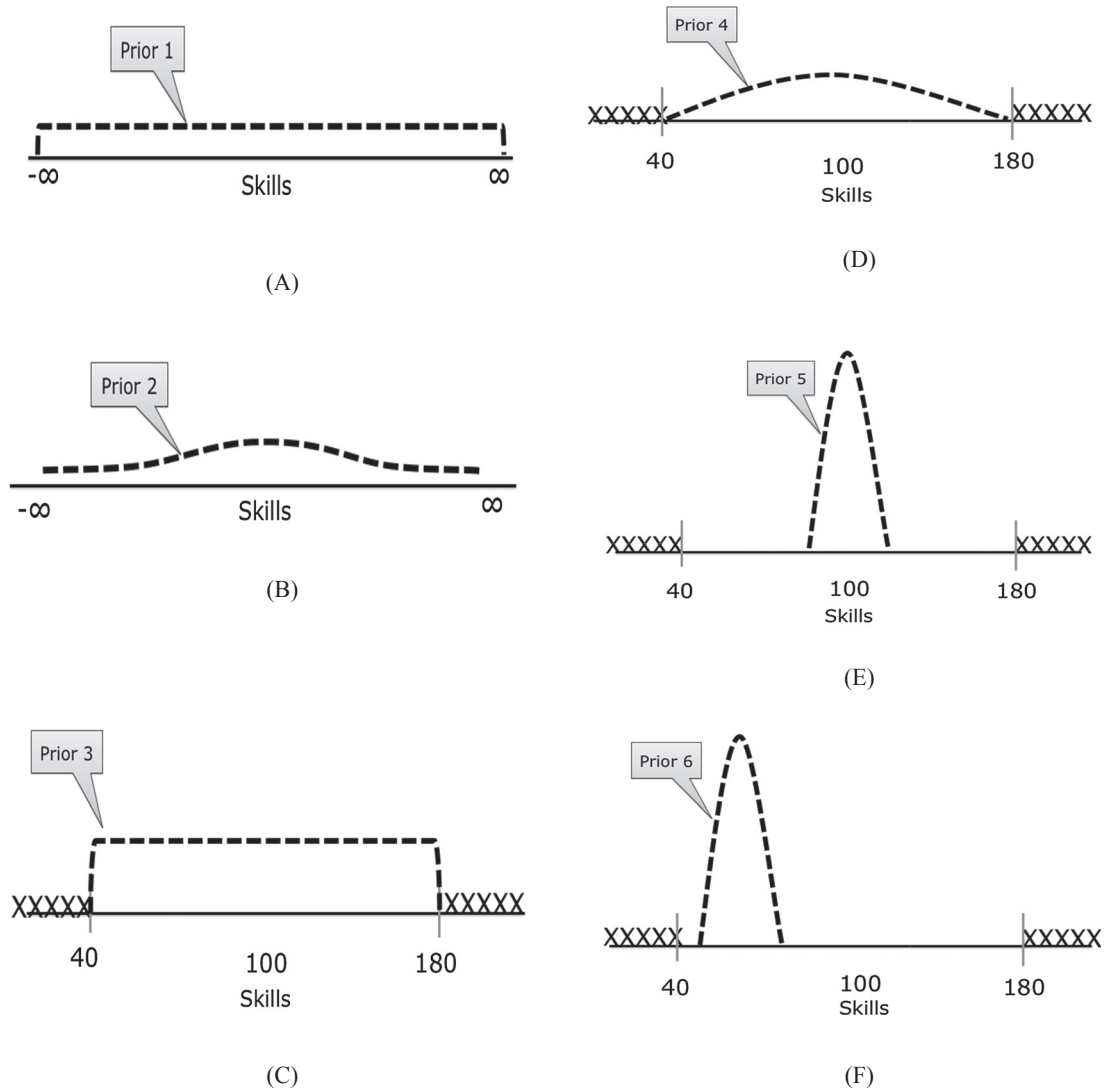 Prior 1
-∞
Skills
∞
(A)
Prior 2
-∞
Skills
∞
(B)
Prior 3
XXXXX
XXXXX
40
100
180
Skills
(C)
Prior 4
XXXXX
XXXXX
40
100
180
Skills
(D)
Prior 5
XXXXX
XXXXX
40
100
180
Skills
(E)
Prior 6
XXXXX
XXXXX
40
100
180
Skills
(F)